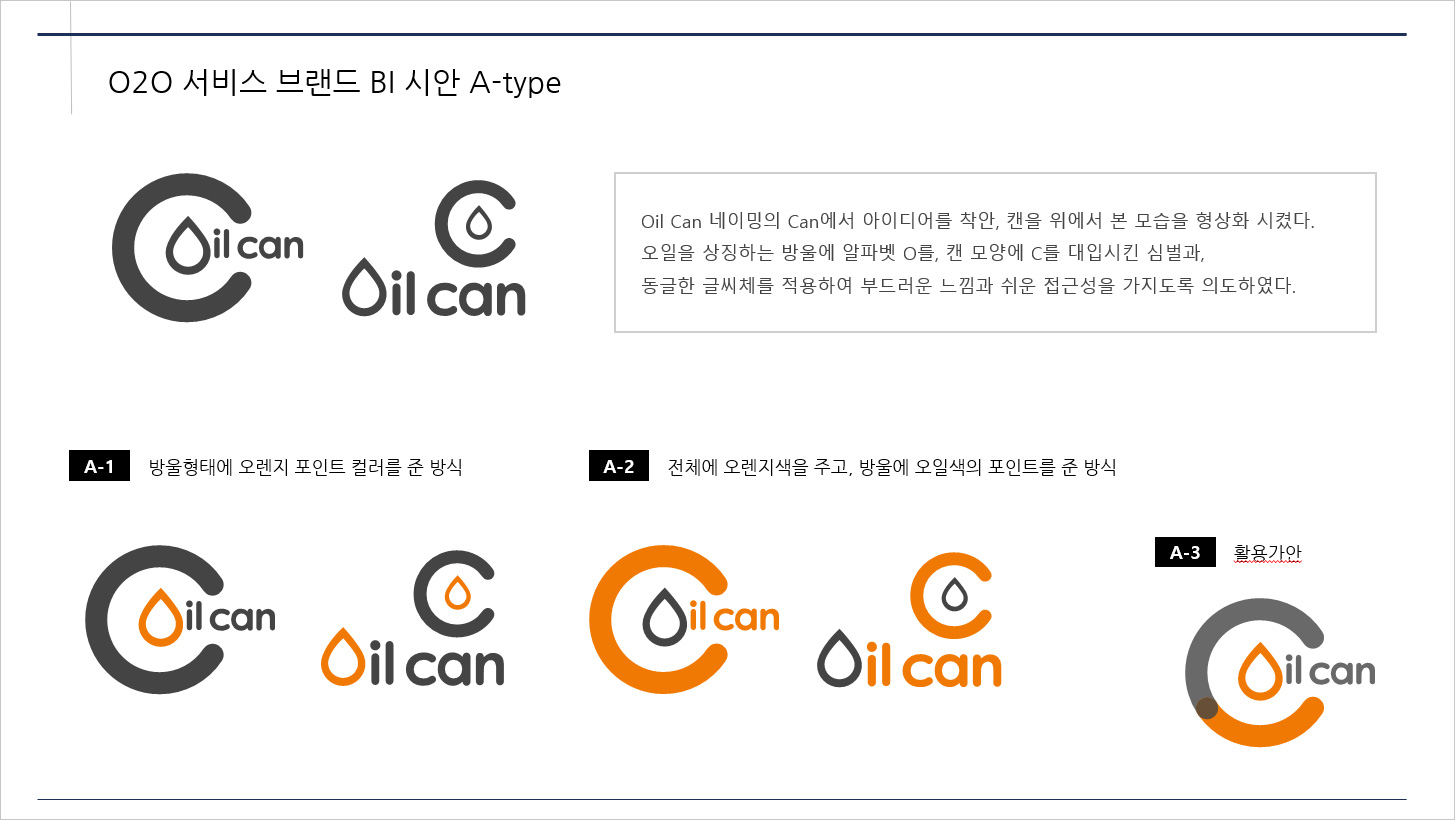 O2O 서비스 브랜드 BI 시안 A-type
Oil can
Oil can
Oil Can 네이밍의 Can에서 아이디어를 착안, 캔을 위에서 본 모습을 형상화 시켰다.
오일을 상징하는 방울에 알파벳 O를, 캔 모양에 C를 대입시킨 심벌과,
동글한 글씨체를 적용하여 부드러운 느낌과 쉬운 접근성을 가지도록 의도하였다.
A-1 방울형태에 오렌지 포인트 컬러를 준 방식
A-2 전체에 오렌지색을 주고, 방울에 오일색의 포인트를 준 방식
A-3 활용가안
Oil can
Oil can
Oil can
Oil can
Oil can